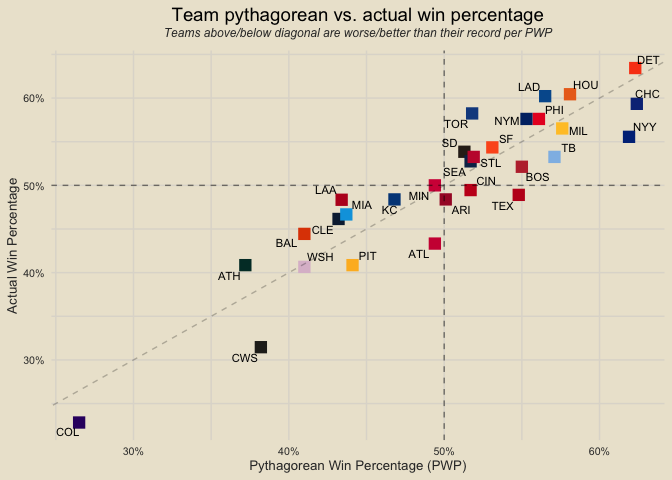 Team pythagorean vs. actual win percentage
Teams above/below diagonal are worse/better than their record per PWP
Actual Win Percentage
60%
50%
40%
30%
DET
LAD
HOU
CHC
TOR
NYM
PHI
MIL
NYY
SD
SF
TB
SEA
STL
BOS
LAA
MIA
KC
MIN
CIN
ARI
TEX
BAL
CLE
ATL
WSH
PIT
ATH
CWS
COL
30%
40%
50%
60%
Pythagorean Win Percentage (PWP)